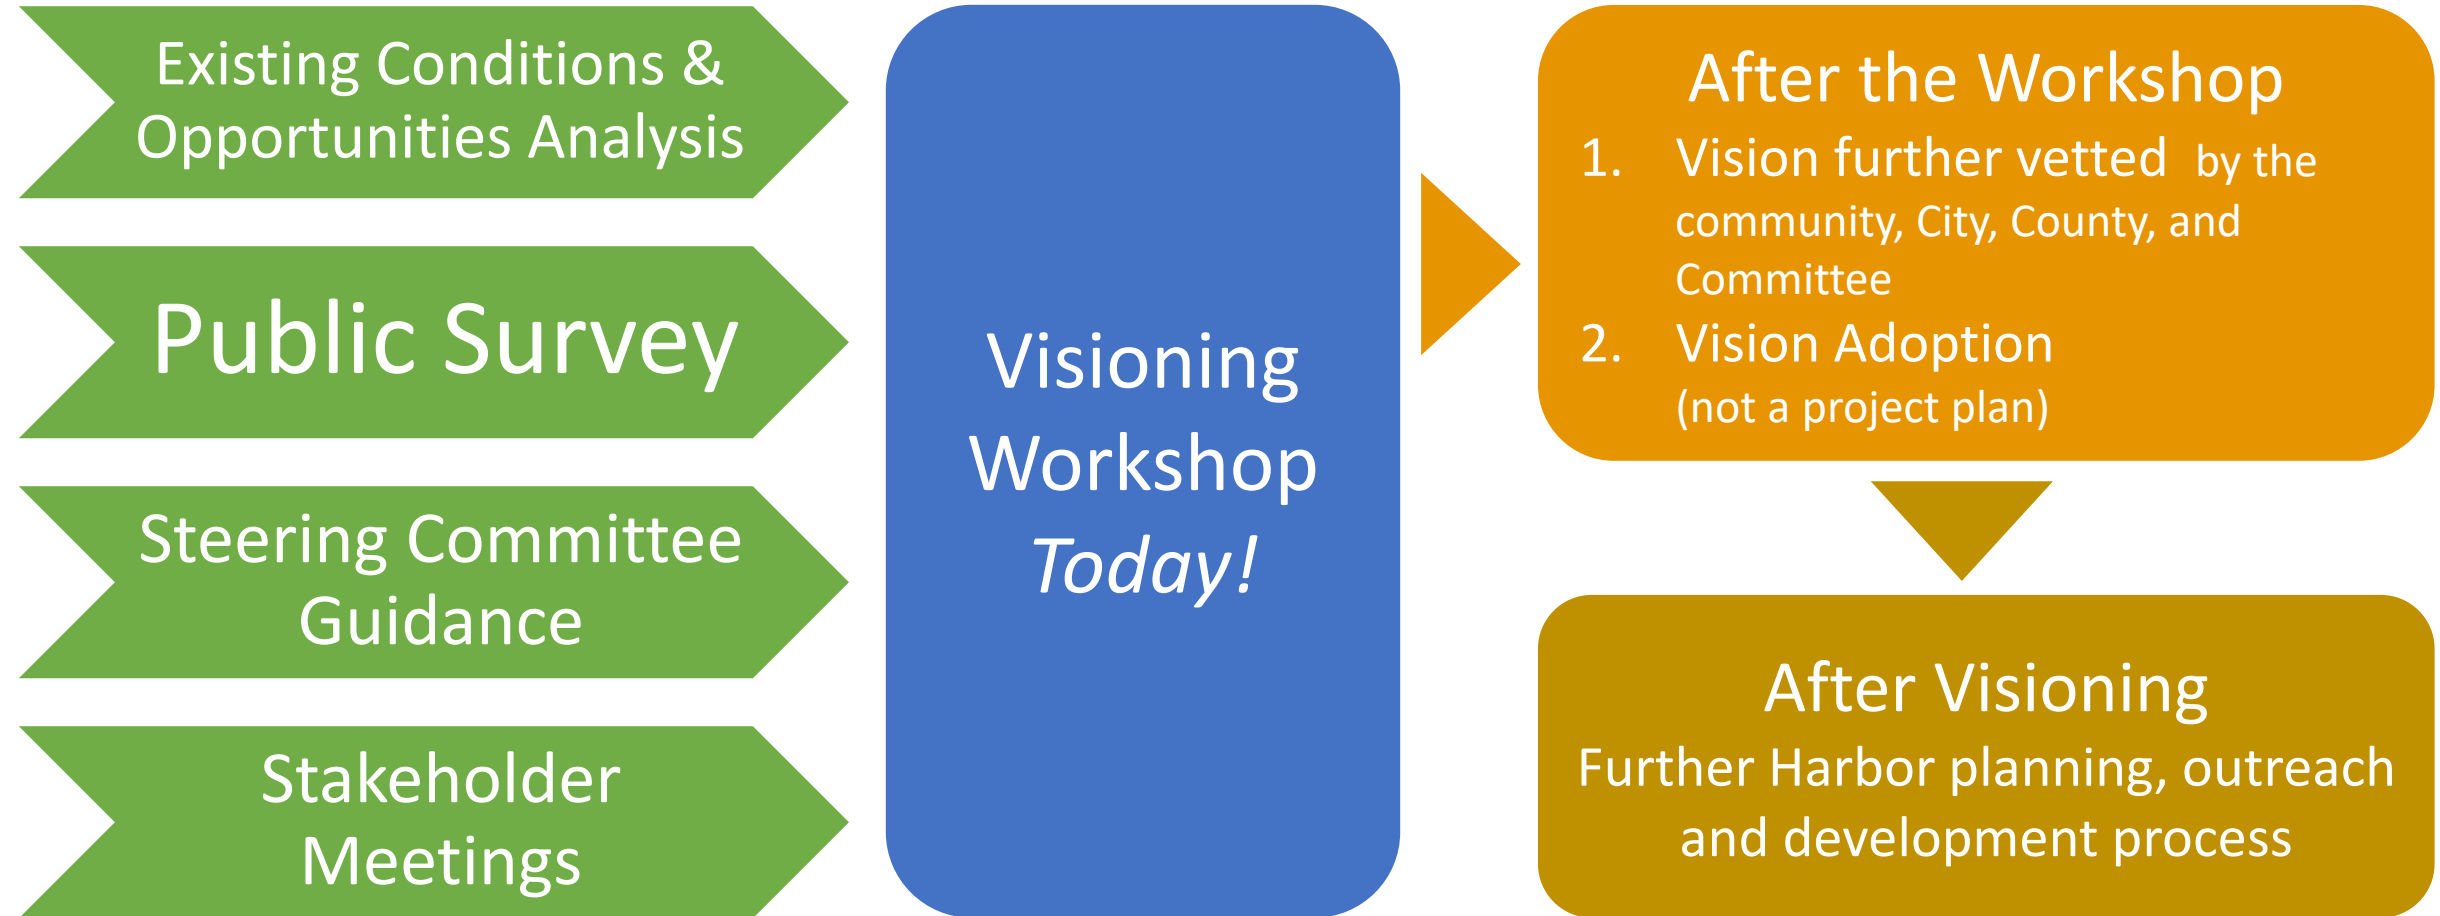 Existing Conditions &
Opportunities Analysis
Public Survey
Steering Committee
Guidance
Stakeholder
Meetings
Visioning
Workshop
Today!
After the Workshop
1. Vision further vetted by the
community, City, County, and
Committee
2. Vision Adoption
(not a project plan)
After Visioning
Further Harbor planning, outreach
and development process